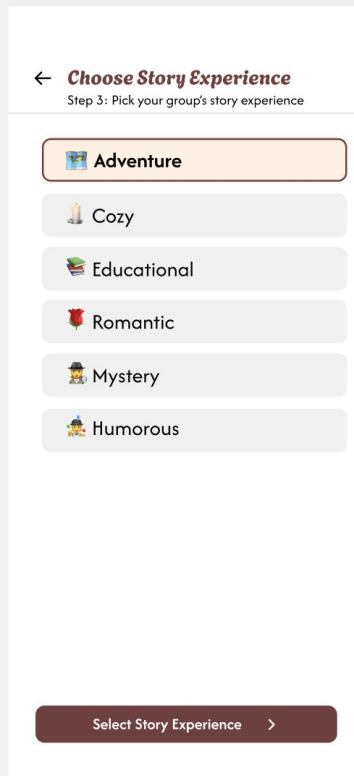 Choose Story Experience
Step 3: Pick your group's story experience
Adventure
Cozy
Educational
Romantic
Mystery
Humorous
Select Story Experience